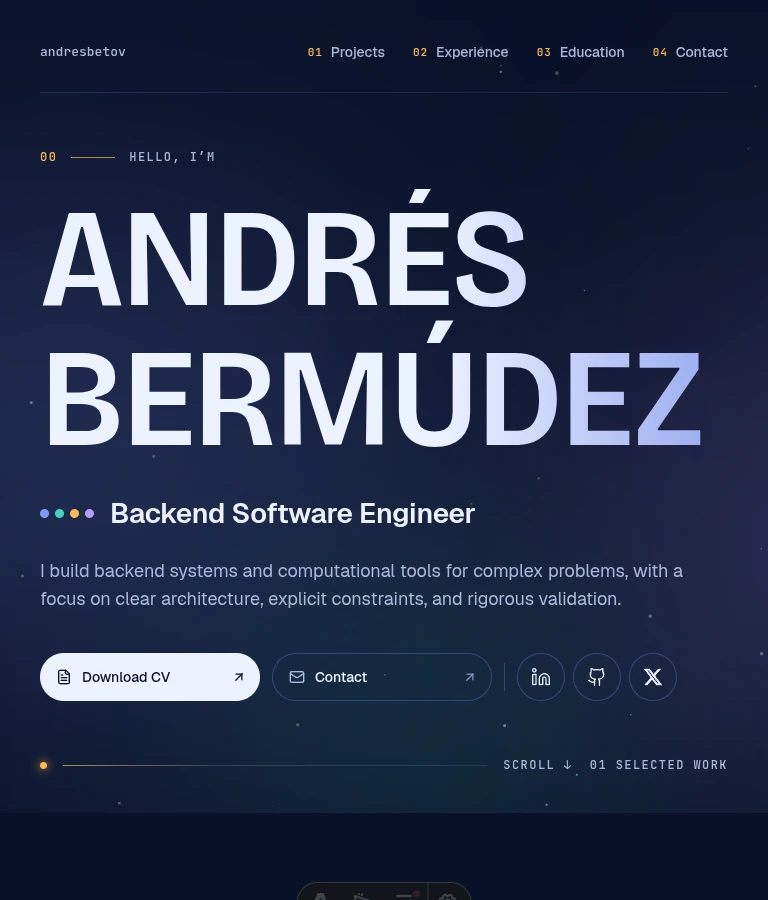 andresbetov
01 Projects
02 Experience
03 Education
04 Contact
00 HELLO, I’M
ANDRÉS
BERMÚDEZ
Backend Software Engineer
I build backend systems and computational tools for complex problems, with a
focus on clear architecture, explicit constraints, and rigorous validation.
Download CV
Contact
SCROLL ↓ 01 SELECTED WORK